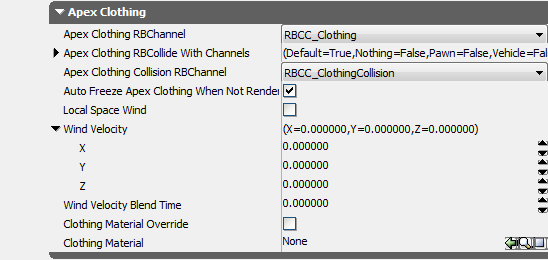 Apex Clothing
Apex Clothing RBChannel RBCC_Clothing
Apex Clothing RBCollide With Channels (Default=True,Nothing=False,Pawn=False,Vehicle=Fal
Apex Clothing Collision RBChannel RBCC_ClothingCollision
Auto Freeze Apex Clothing When Not Render
Local Space Wind
Wind Velocity (X=0.000000,Y=0.000000,Z=0.000000)
X 0.000000
Y 0.000000
Z 0.000000
Wind Velocity Blend Time 0.000000
Clothing Material Override
Clothing Material None